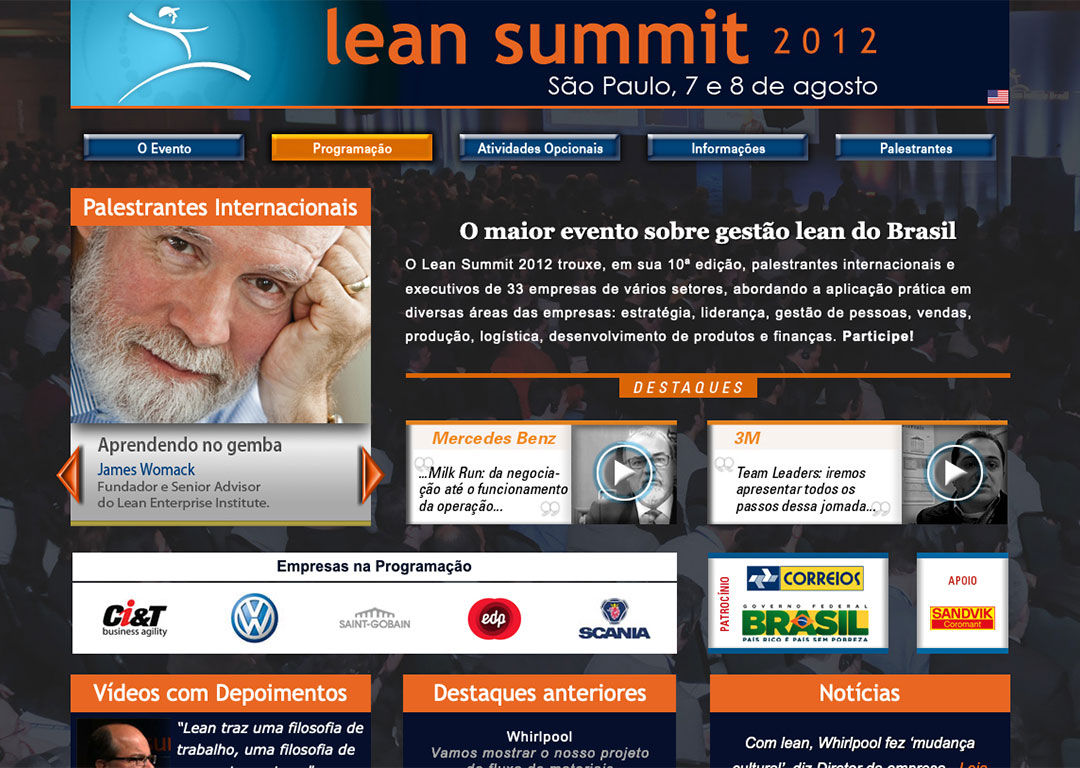 lean summit 2012
São Paulo, 7 e 8 de agosto
O Evento
Programação
Atividades Opcionais
Informações
Palestrantes
Palestrantes Internacionais
Aprendendo no gemba
James Womack
Fundador e Senior Advisor
do Lean Enterprise Institute.
O maior evento sobre gestão lean do Brasil
O Lean Summit 2012 trouxe, em sua 10ª edição, palestrantes internacionais e
executivos de 33 empresas de vários setores, abordando a aplicação prática em
diversas áreas das empresas: estratégia, liderança, gestão de pessoas, vendas,
produção, logística, desenvolvimento de produtos e finanças. Participe!
DESTAQUES
Mercedes Benz
...Milk Run: da negocia-
ção até o funcionamento
da operação...
3M
Team Leaders: iremos
apresentar todos os
passos dessa jornada...
Empresas na Programação
Ci&T
business agility
SAINT-GOBAIN
edp
SCANIA
PATROCÍNIO
CORREIOS
GOVERNO FEDERAL
BRASIL
PAÍS RICO É PAÍS SEM POBREZA
APOIO
SANDVIK
Coromant
Vídeos com Depoimentos
"Lean traz uma filosofia de
trabalho, uma filosofia de
Destaques anteriores
Whirlpool
Vamos mostrar o nosso projeto
de fluxo de materiais
Notícias
Com lean, Whirlpool fez 'mudança
cultural', diz Diretor da empresa Leia